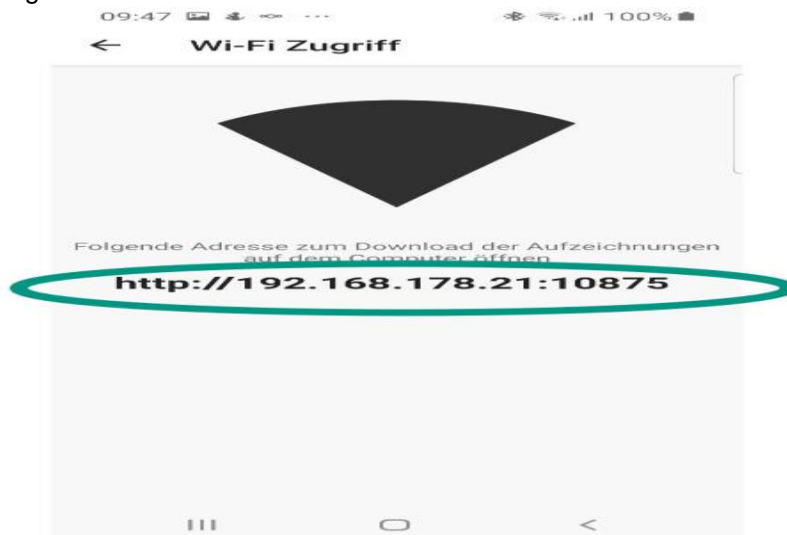 09:47 100%
Wi-Fi Zugriff
Folgende Adresse zum Download der Aufzeichnungen
auf dem Computer öffnen
http://192.168.178.21:10875